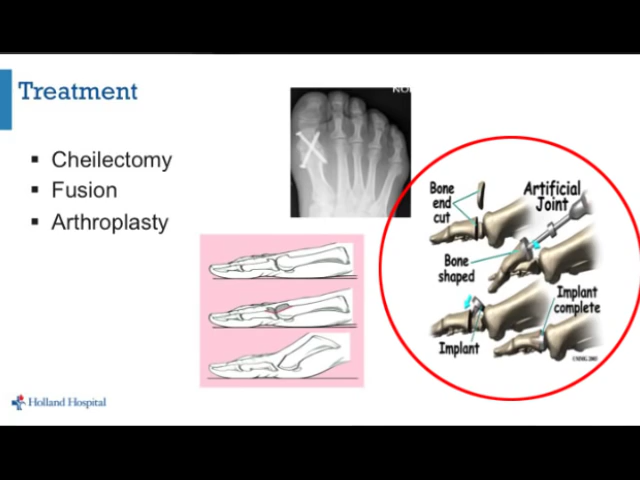 Treatment
▪ Cheilectomy
▪ Fusion
▪ Arthroplasty
Bone
end
cut
Artificial
Joint
Bone
shaped
Implant
complete
Implant
Holland Hospital